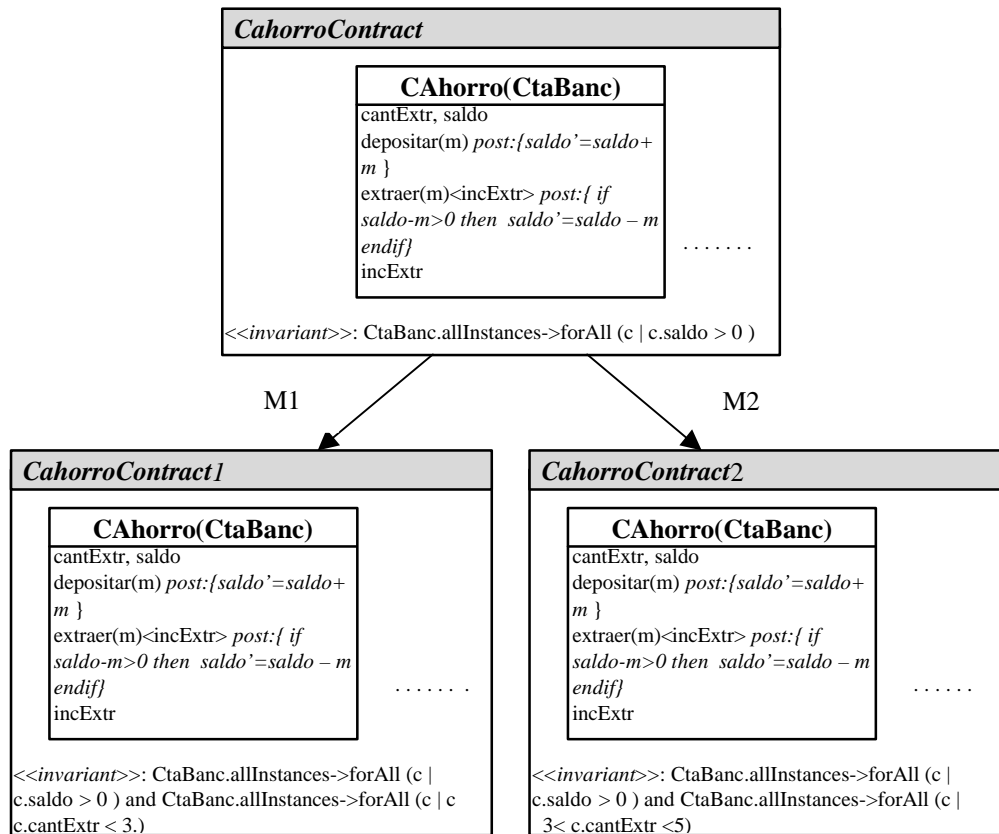 CahorroContract
CAhorro(CtaBanc)
cantExtr, saldo
depositar(m) post:{saldo’=saldo+
m }
extraer(m)<incExtr> post:{ if
saldo-m>0 then saldo’=saldo – m
endif}
. . . . . . .
incExtr
<<invariant>>: CtaBanc.allInstances->forAll (c | c.saldo > 0 )
M1
M2
CahorroContract1
CAhorro(CtaBanc)
cantExtr, saldo
depositar(m) post:{saldo’=saldo+
m }
extraer(m)<incExtr> post:{ if
saldo-m>0 then saldo’=saldo – m
endif}
. . . . . . .
incExtr
<<invariant>>: CtaBanc.allInstances->forAll (c |
c.saldo > 0 ) and CtaBanc.allInstances->forAll (c | c
c.cantExtr < 3.)
CahorroContract2
CAhorro(CtaBanc)
cantExtr, saldo
depositar(m) post:{saldo’=saldo+
m }
extraer(m)<incExtr> post:{ if
saldo-m>0 then saldo’=saldo – m
endif}
. . . . . .
incExtr
<<invariant>>: CtaBanc.allInstances->forAll (c |
c.saldo > 0 ) and CtaBanc.allInstances->forAll (c |
3< c.cantExtr <5)